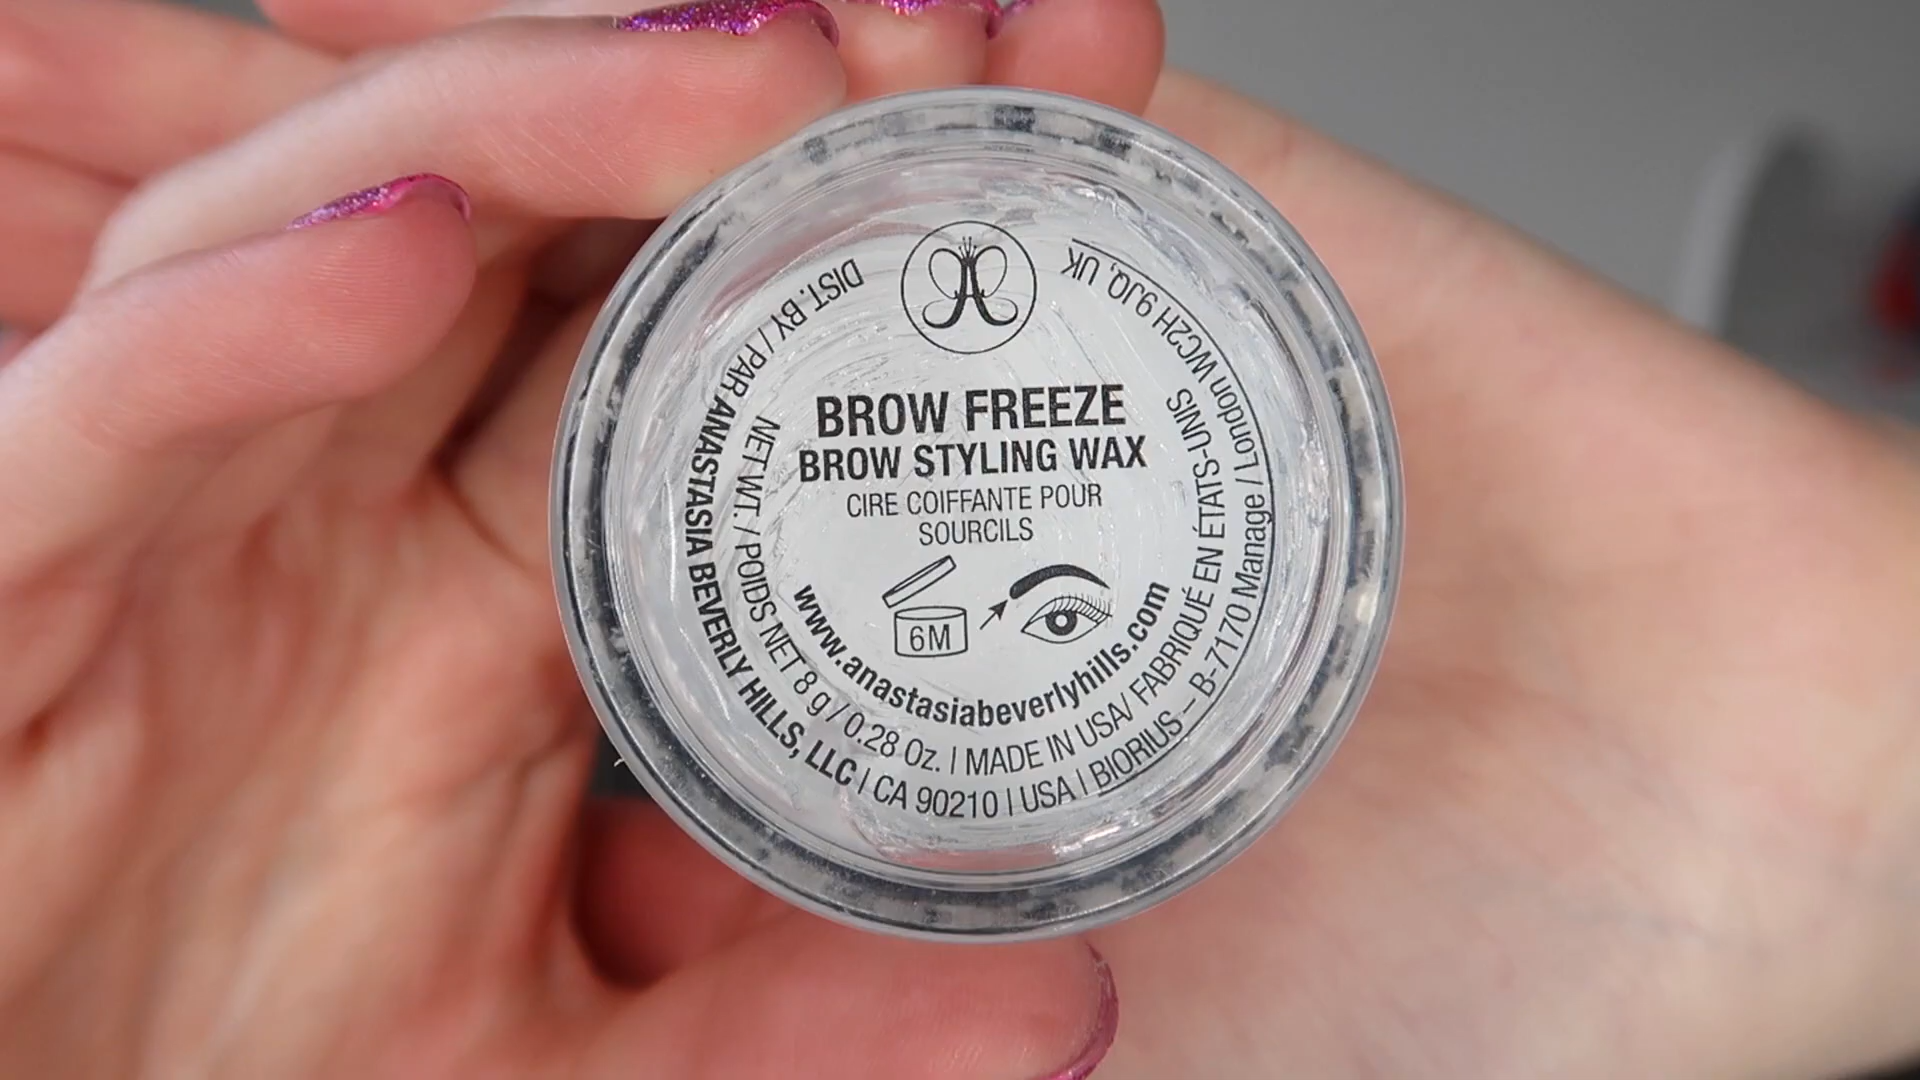 BROW FREEZE
BROW STYLING WAX
CIRE COIFFANTE POUR
SOURCILS
6M
www.anastasiabeverlyhills.com
NET WT. / POIDS NET 8 g / 0.28 Oz. | MADE IN USA/ FABRIQUÉ EN ÉTATS-UNIS
DIST. BY / PAR ANASTASIA BEVERLY HILLS, LLC | CA 90210 | USA | BIORIUS – B-7170 Manage / London WC2H 9JQ, UK